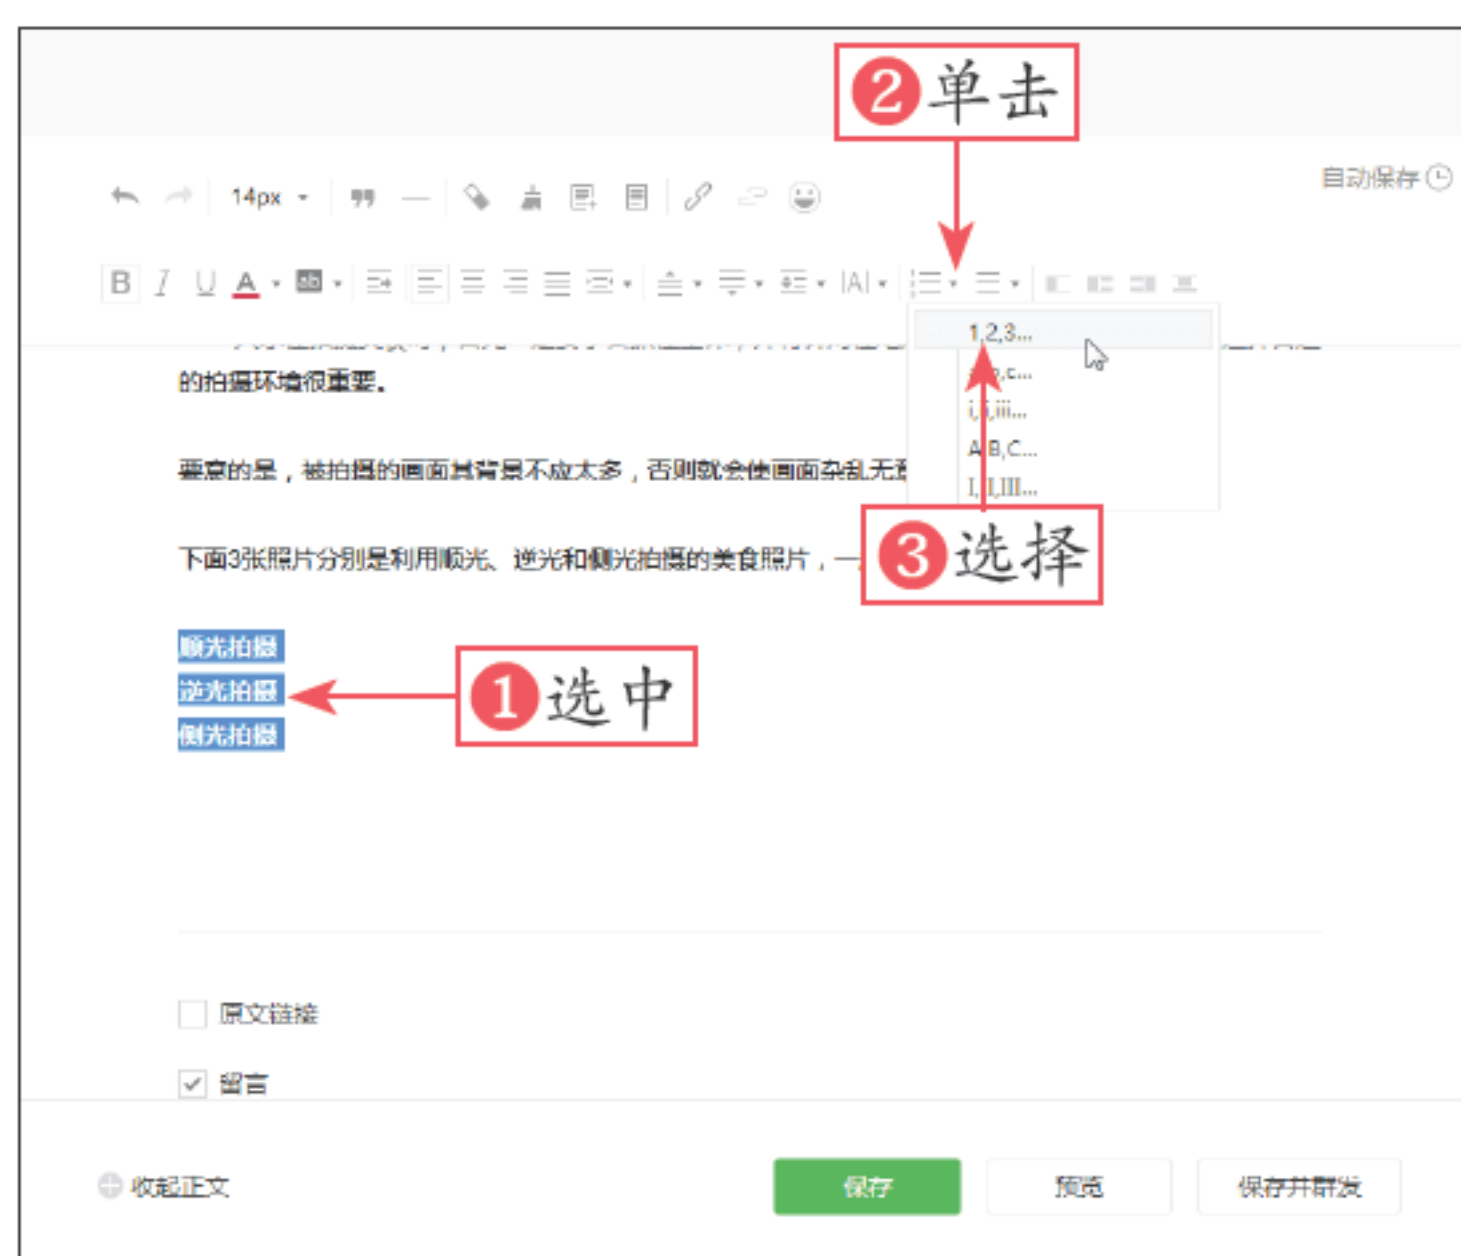 ❷单击
自动保存
14px
B I U A ab |A|
1,2,3...
的拍摄环境很重要。
i,ii,iii...
A,B,C...
要意的是，被拍摄的画面其背景不应太多，否则就会使画面杂乱无
I,II,III...
下面3张照片分别是利用顺光、逆光和侧光拍摄的美食照片，一
❸选择
顺光拍摄
逆光拍摄
❶选中
侧光拍摄
原文链接
留言
收起正文
保存
预览
保存并群发